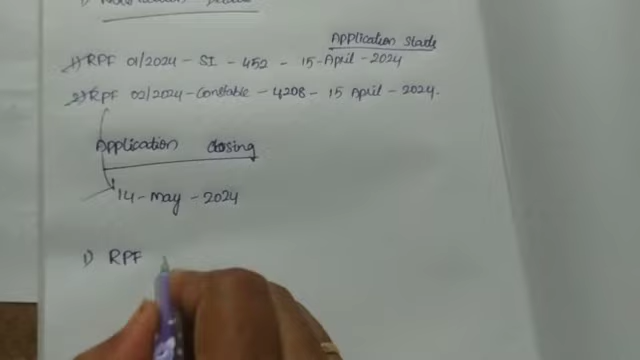 Application starts
1) RPF 01/2024 - SI - 452 - 15-April-2024
2) RPF 02/2024-Constable - 4208 - 15 April - 2024.
Application closing
14-may-2024
1) RPF